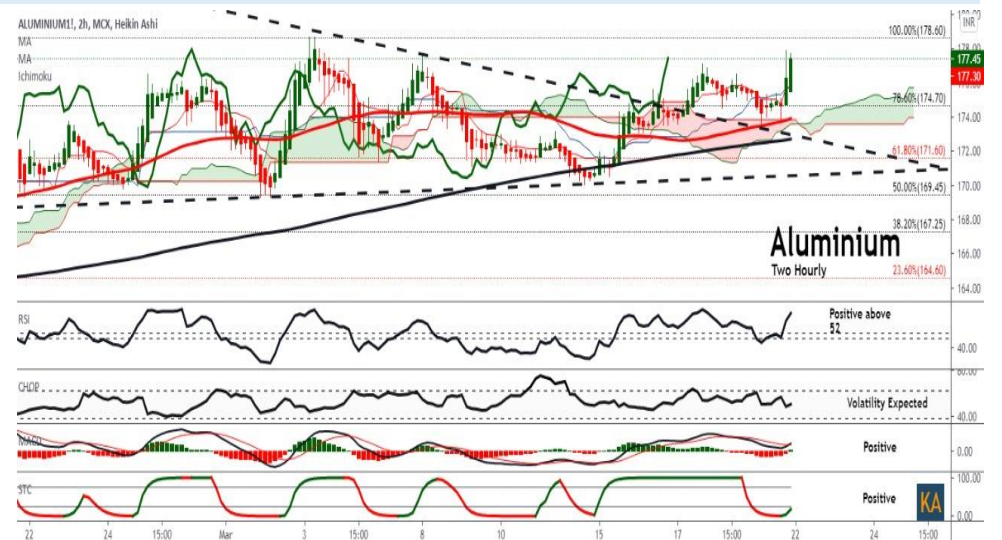 ALUMINIUM1!, 2h, MCX, Heikin Ashi
MA
MA
Ichimoku
INR
100.00%(178.60)
178.00
177.45
177.30
78.60%(174.70)
174.00
172.00
61.80%(171.60)
170.00
50.00%(169.45)
168.00
38.20%(167.25)
166.00
Aluminium
Two Hourly
23.60%(164.60)
164.00
RSI
Positive above
52
40.00
CHOP
60.00
Volatility Expected
40.00
MACD
Positive
0.00
STC
100.00
Positive
KA
0.00
22
24
15:00
Mar
3
15:00
8
10
15
17
15:00
22
24
15:00